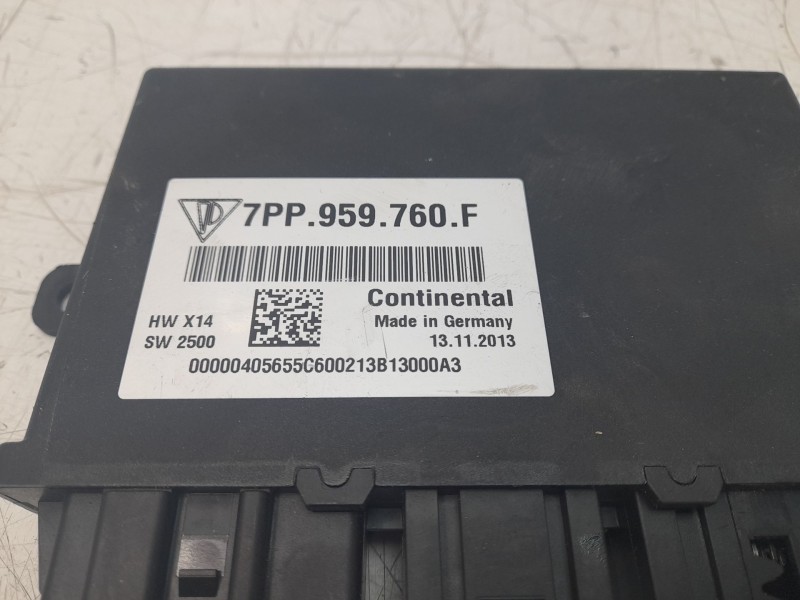 7PP.959.760.F
Continental
HW X14
Made in Germany
SW 2500
13.11.2013
00000405655C600213B13000A3